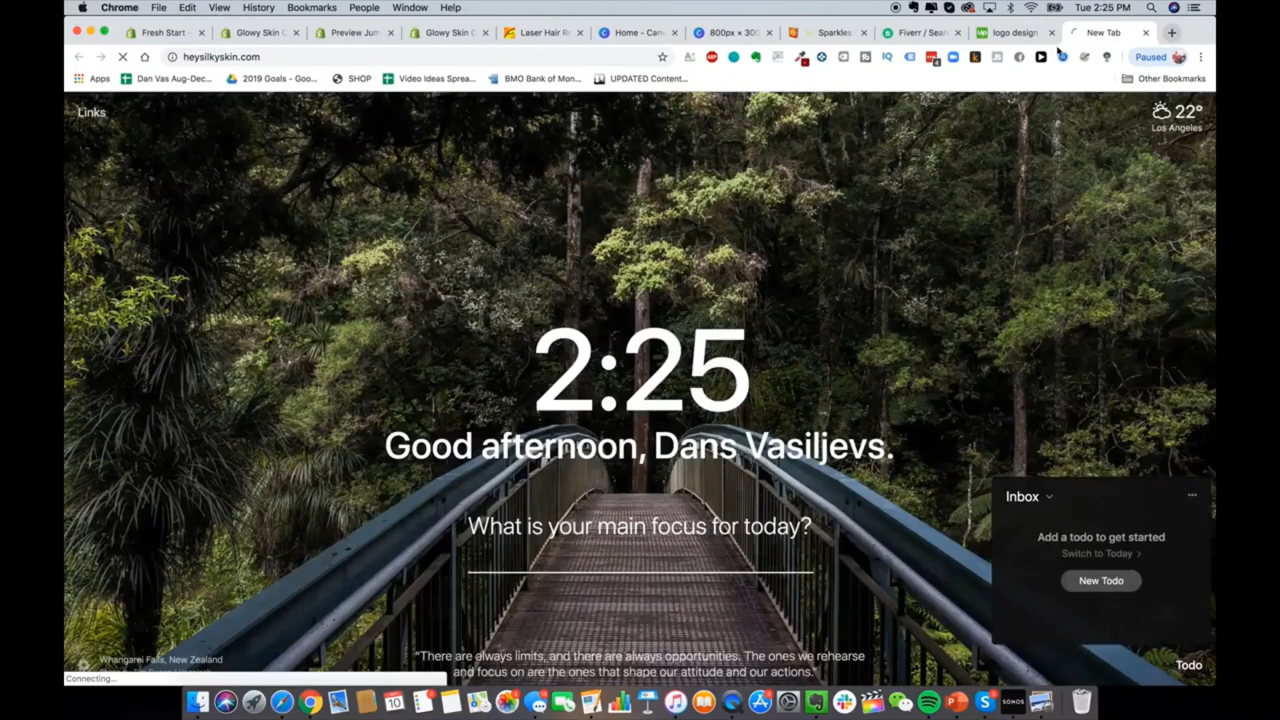 Chrome File Edit View History Bookmarks People Window Help Tue 2:25 PM
Fresh Start - Glowy Skin C Preview Jum Glowy Skin C Laser Hair Re Home - Can 800px × 300 Sparkles Fiverr / Sear logo design New Tab
heysilkyskin.com Paused
Apps Dan Vas Aug-Dec... 2019 Goals - Goo... SHOP Video Ideas Sprea... BMO Bank of Mon... UPDATED Content... Other Bookmarks
Links
22°
Los Angeles
2:25
Good afternoon, Dans Vasiljevs.
What is your main focus for today?
Inbox
Add a todo to get started
Switch to Today
New Todo
Whangarei Falls, New Zealand
"There are always limits, and there are always opportunities. The ones we rehearse
and focus on are the ones that shape our attitude and our actions."
Todo
Connecting...
10
SONOS